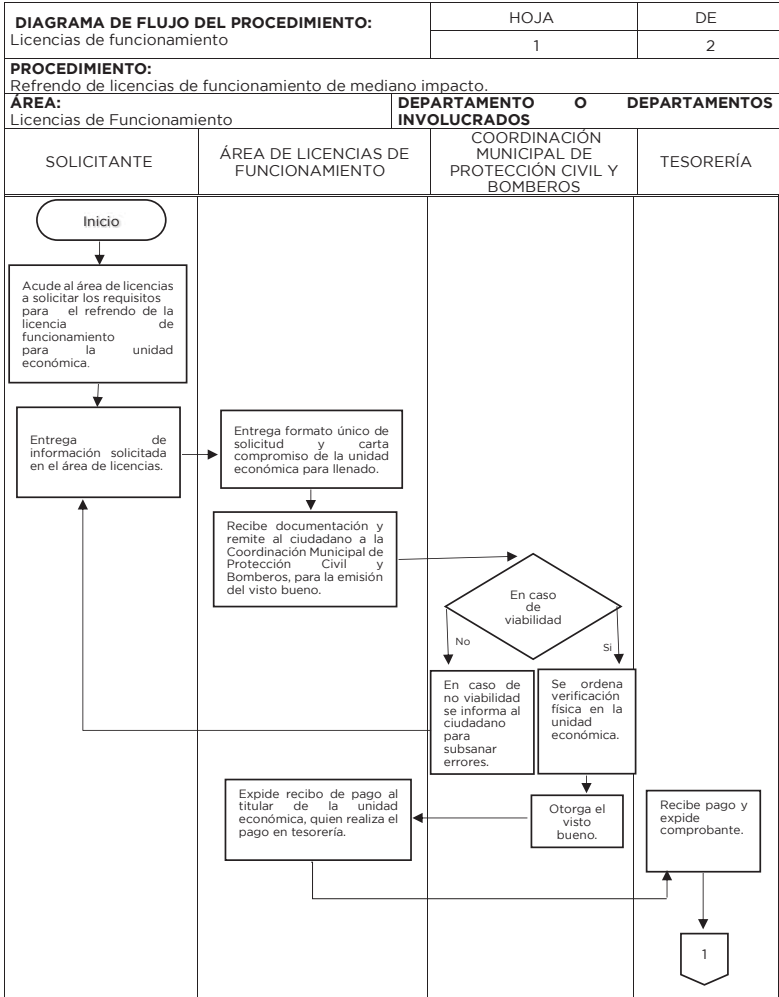 DIAGRAMA DE FLUJO DEL PROCEDIMIENTO:
Licencias de funcionamiento
HOJA
DE
1
2
PROCEDIMIENTO:
Refrendo de licencias de funcionamiento de mediano impacto.
ÁREA:
Licencias de Funcionamiento
DEPARTAMENTO O DEPARTAMENTOS
INVOLUCRADOS
SOLICITANTE
ÁREA DE LICENCIAS DE
FUNCIONAMIENTO
COORDINACIÓN
MUNICIPAL DE
PROTECCIÓN CIVIL Y
BOMBEROS
TESORERÍA
Inicio
Acude al área de licencias
a solicitar los requisitos
para el refrendo de la
licencia de
funcionamiento
para la unidad
económica.
Entrega de
información solicitada
en el área de licencias.
Entrega formato único de
solicitud y carta
compromiso de la unidad
económica para llenado.
Recibe documentación y
remite al ciudadano a la
Coordinación Municipal de
Protección Civil y
Bomberos, para la emisión
del visto bueno.
En caso
de
viabilidad
No
Si
En caso de
no viabilidad
se informa al
ciudadano
para
subsanar
errores.
Se ordena
verificación
física en la
unidad
económica.
Expide recibo de pago al
titular de la unidad
económica, quien realiza el
pago en tesorería.
Otorga el
visto
bueno.
Recibe pago y
expide
comprobante.
1